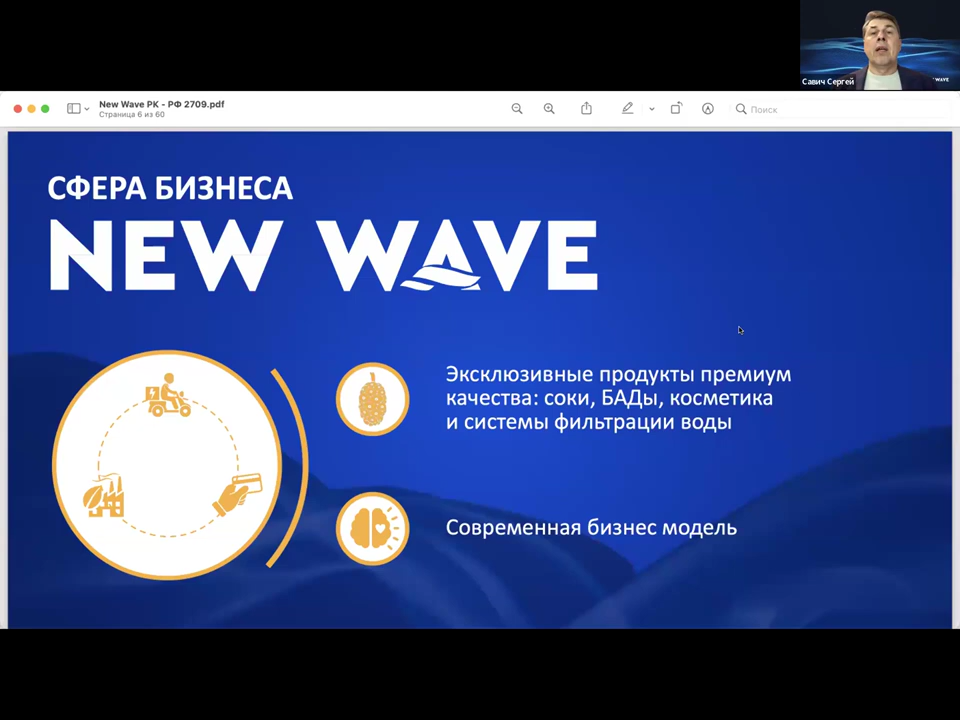 Савич Сергей
WAVE
New Wave РК - РФ 2709.pdf
Страница 6 из 60
Поиск
СФЕРА БИЗНЕСА
NEW WAVE
Эксклюзивные продукты премиум
качества: соки, БАДы, косметика
и системы фильтрации воды
Современная бизнес модель